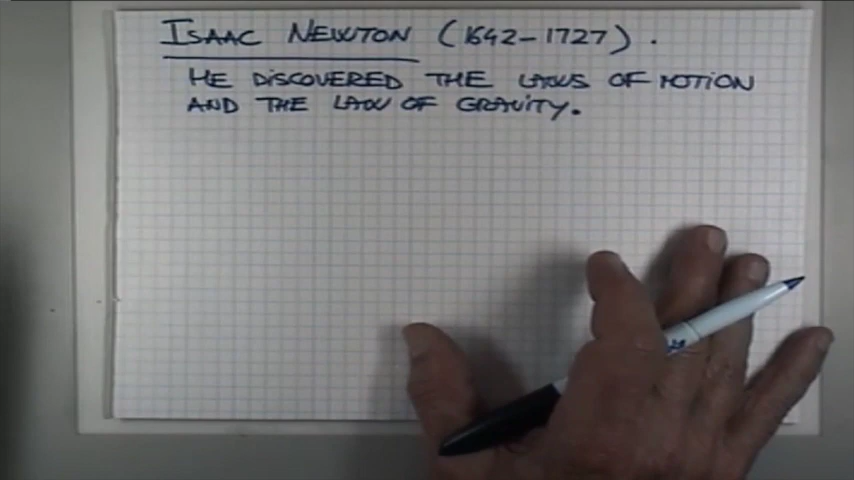 ISAAC NEWTON (1642-1727).
HE DISCOVERED THE LAWS OF MOTION
AND THE LAW OF GRAVITY.